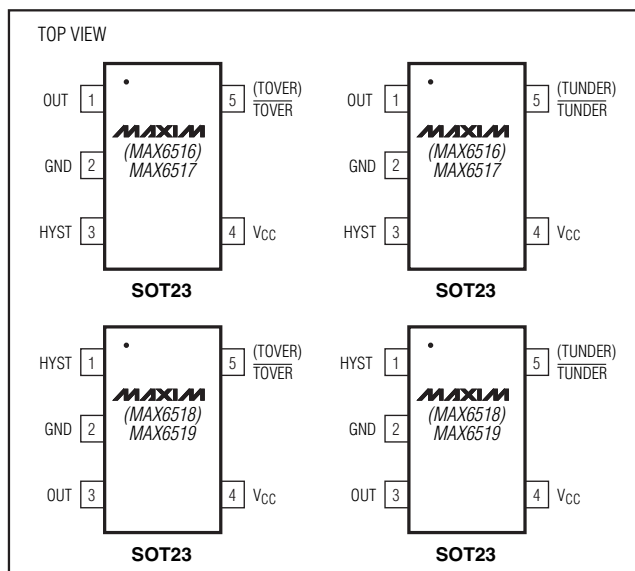 TOP VIEW
OUT 1
5 (TOVER)
TOVER
MAXIM
(MAX6516)
MAX6517
GND 2
HYST 3
4 VCC
SOT23
OUT 1
5 (TUNDER)
TUNDER
MAXIM
(MAX6516)
MAX6517
GND 2
HYST 3
4 VCC
SOT23
HYST 1
5 (TOVER)
TOVER
MAXIM
(MAX6518)
MAX6519
GND 2
OUT 3
4 VCC
SOT23
HYST 1
5 (TUNDER)
TUNDER
MAXIM
(MAX6518)
MAX6519
GND 2
OUT 3
4 VCC
SOT23